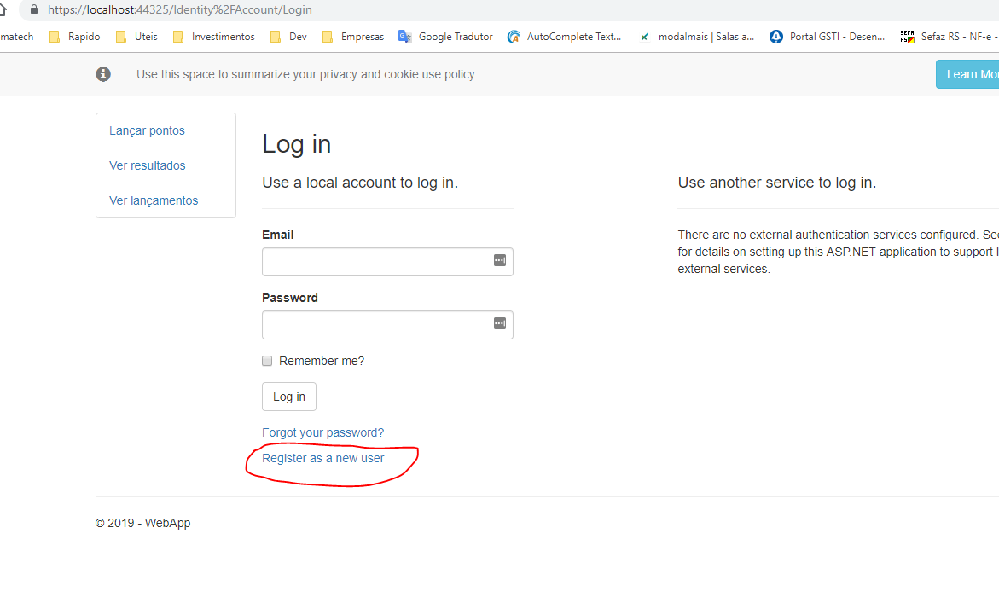 https://localhost:44325/Identity%2FAccount/Login
matech Rapido Uteis Investimentos Dev Empresas Google Tradutor AutoComplete Text... modalmais | Salas a... Portal GSTI - Desen... SEFA RS Sefaz RS - NF-e -
Use this space to summarize your privacy and cookie use policy. Learn Mo
Lançar pontos
Ver resultados
Ver lançamentos
Log in
Use a local account to log in.
Email
Password
Remember me?
Log in
Forgot your password?
Register as a new user
Use another service to log in.
There are no external authentication services configured. See
for details on setting up this ASP.NET application to support l
external services.
© 2019 - WebApp